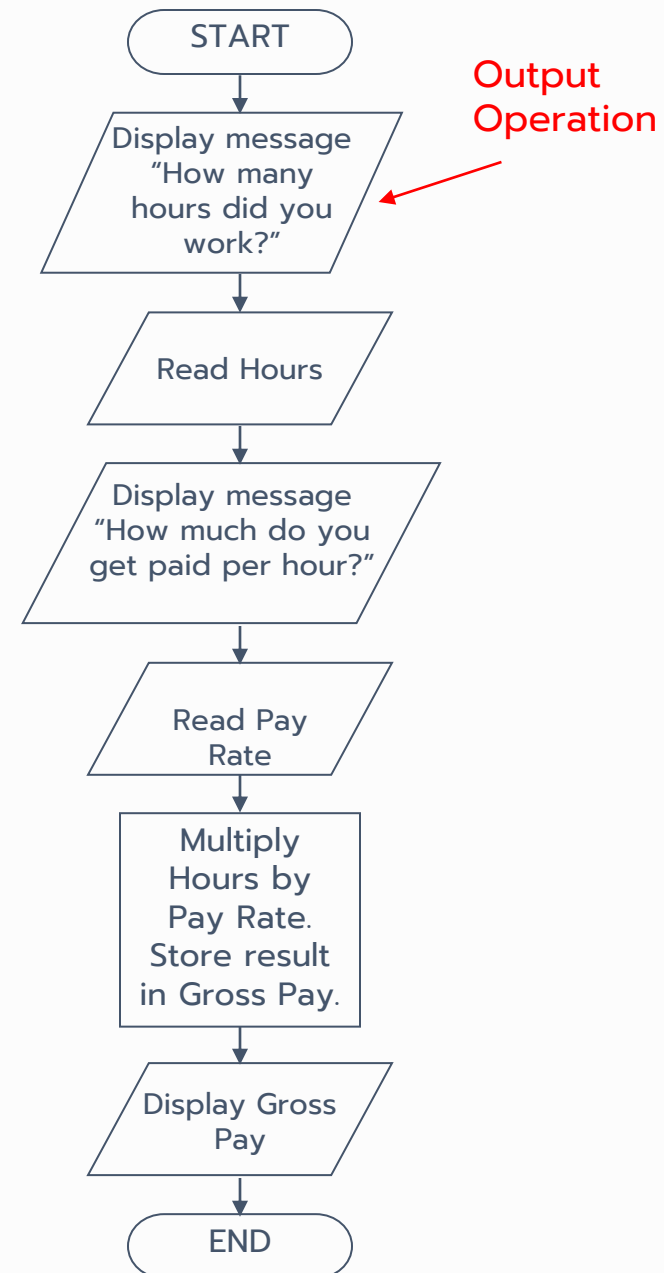 START
Output
Operation
Display message
“How many
hours did you
work?”
Read Hours
Display message
“How much do you
get paid per hour?”
Read Pay
Rate
Multiply
Hours by
Pay Rate.
Store result
in Gross Pay.
Display Gross
Pay
END